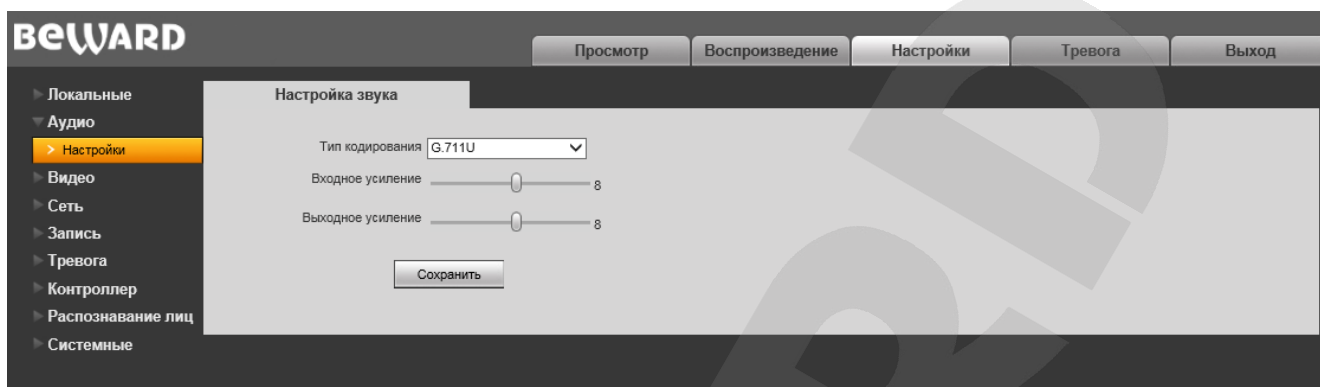 BEWARD
Просмотр Воспроизведение Настройки Тревога Выход
Локальные
Аудио
> Настройки
Видео
Сеть
Запись
Тревога
Контроллер
Распознавание лиц
Системные
Настройка звука
Тип кодирования G.711U
Входное усиление 8
Выходное усиление 8
Сохранить